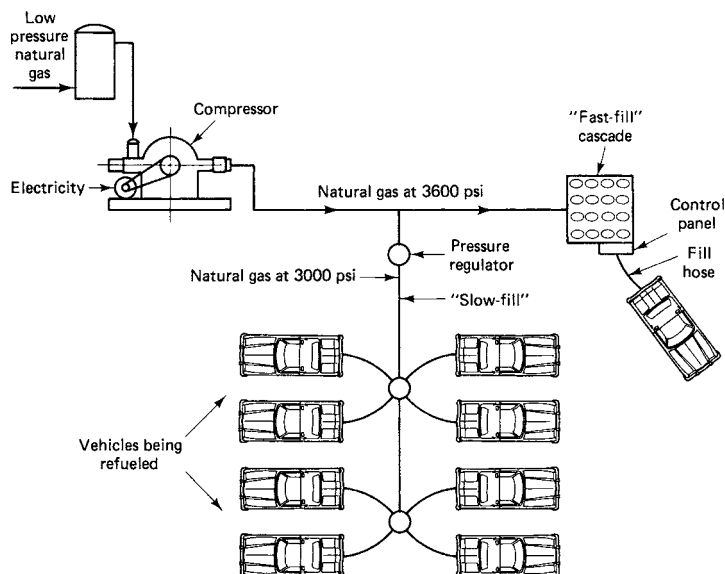 Low
pressure
natural
gas
Compressor
Electricity
Natural gas at 3600 psi
"Fast-fill"
cascade
Control
panel
Fill
hose
Pressure
regulator
Natural gas at 3000 psi
"Slow-fill"
Vehicles being
refueled